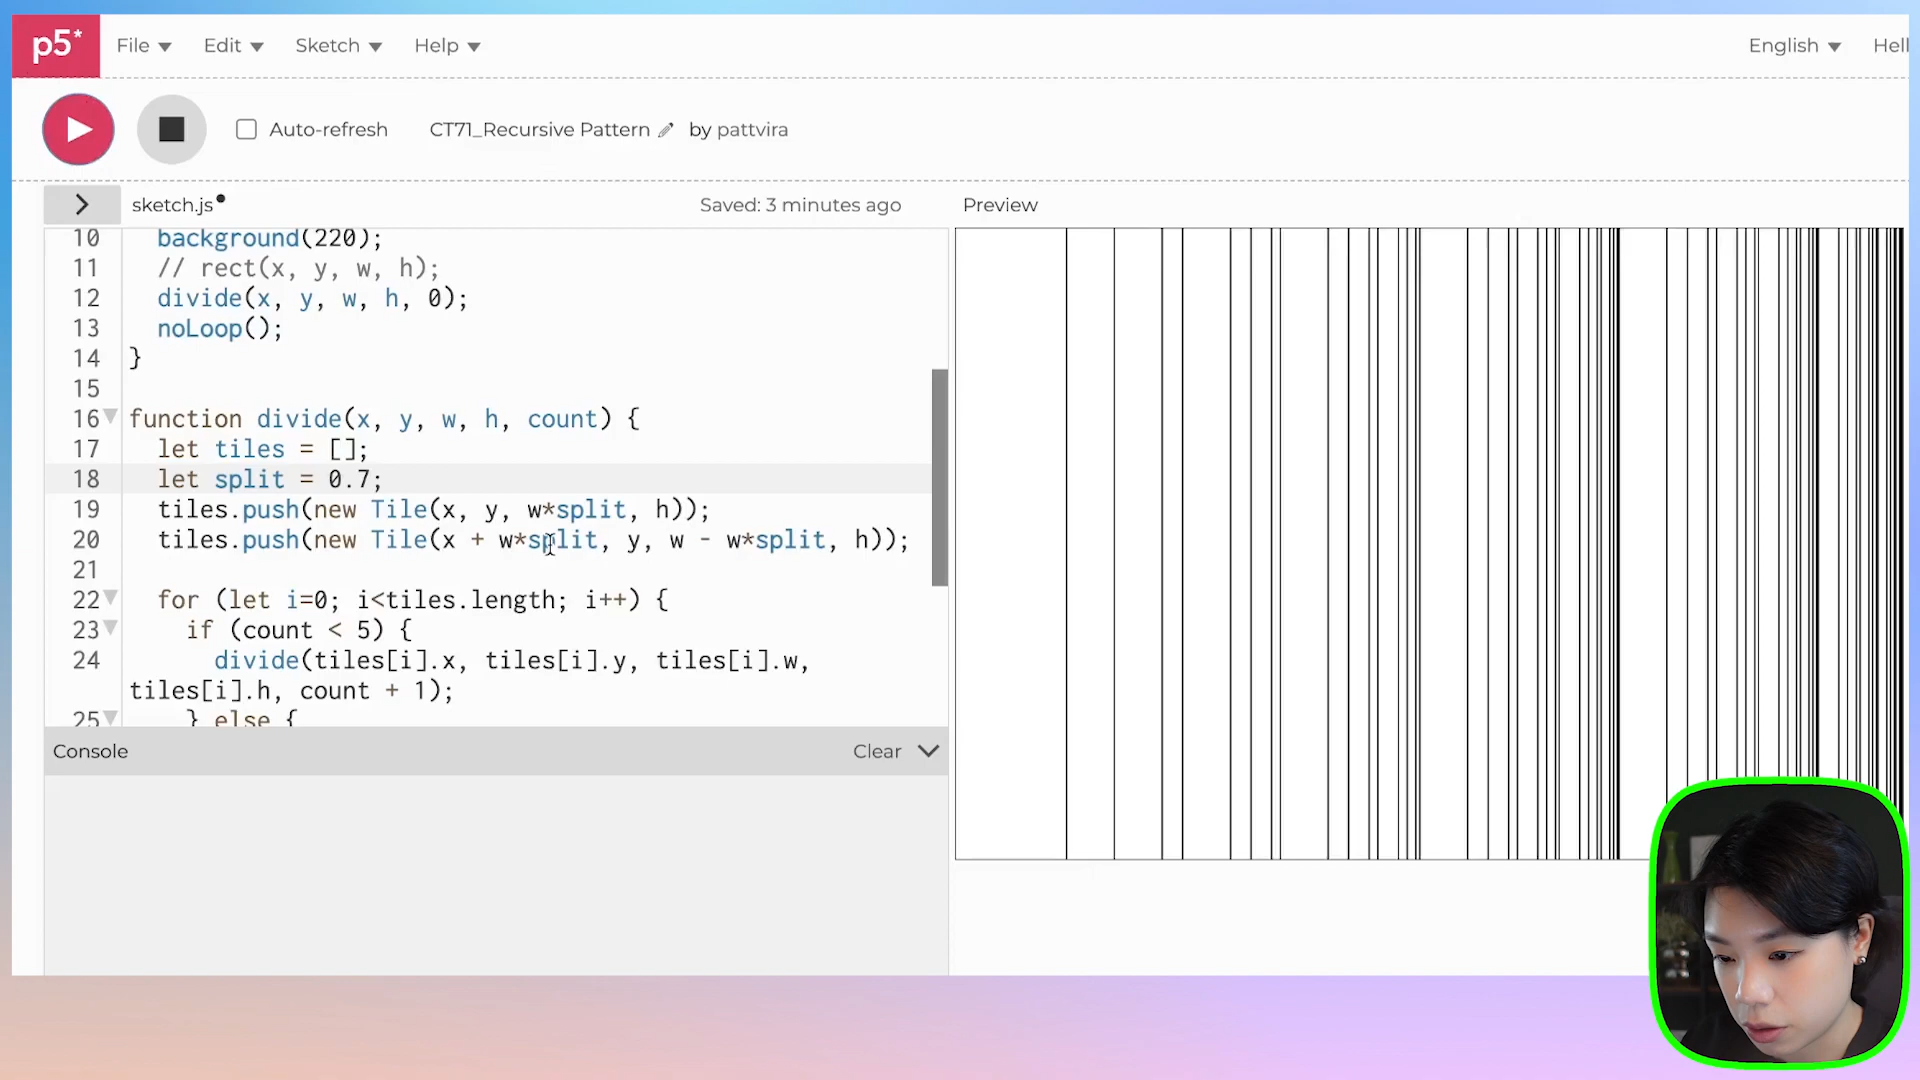 p5*
File
Edit
Sketch
Help
English
Hell
Auto-refresh
CT71_Recursive Pattern
by pattvira
sketch.js
Saved: 3 minutes ago
Preview
10 background(220);
11 // rect(x, y, w, h);
12 divide(x, y, w, h, 0);
13 noLoop();
14 }
15
16 function divide(x, y, w, h, count) {
17 let tiles = [];
18 let split = 0.7;
19 tiles.push(new Tile(x, y, w*split, h));
20 tiles.push(new Tile(x + w*split, y, w - w*split, h));
21
22 for (let i=0; i<tiles.length; i++) {
23 if (count < 5) {
24 divide(tiles[i].x, tiles[i].y, tiles[i].w,
tiles[i].h, count + 1);
25 } else {
Console
Clear